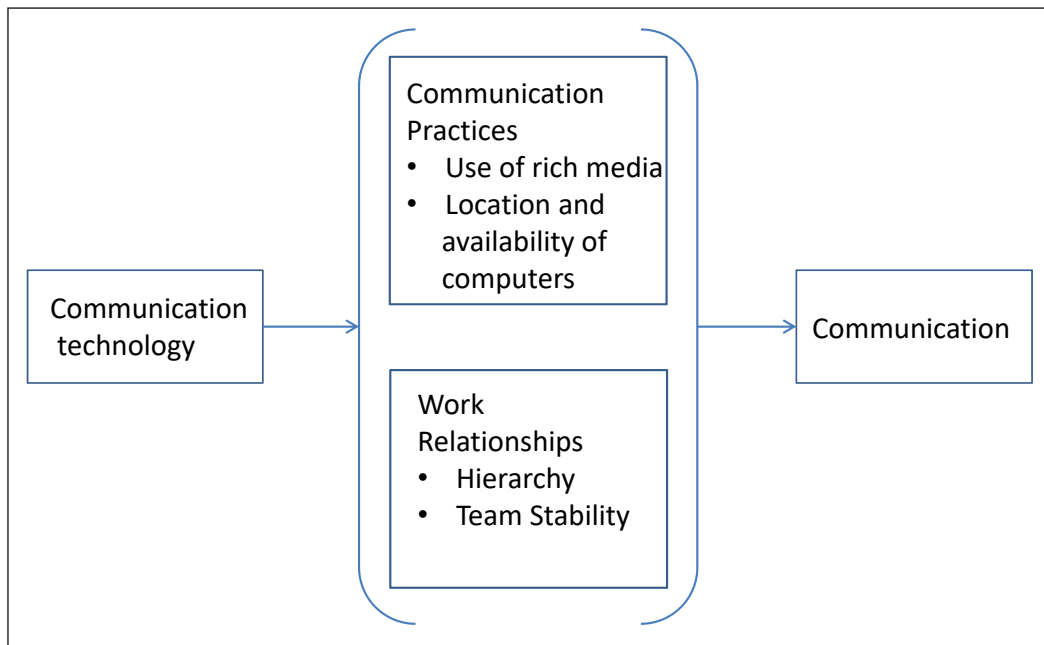 Communication
technology
Communication
Practices
• Use of rich media
• Location and
availability of
computers
Work
Relationships
• Hierarchy
• Team Stability
Communication